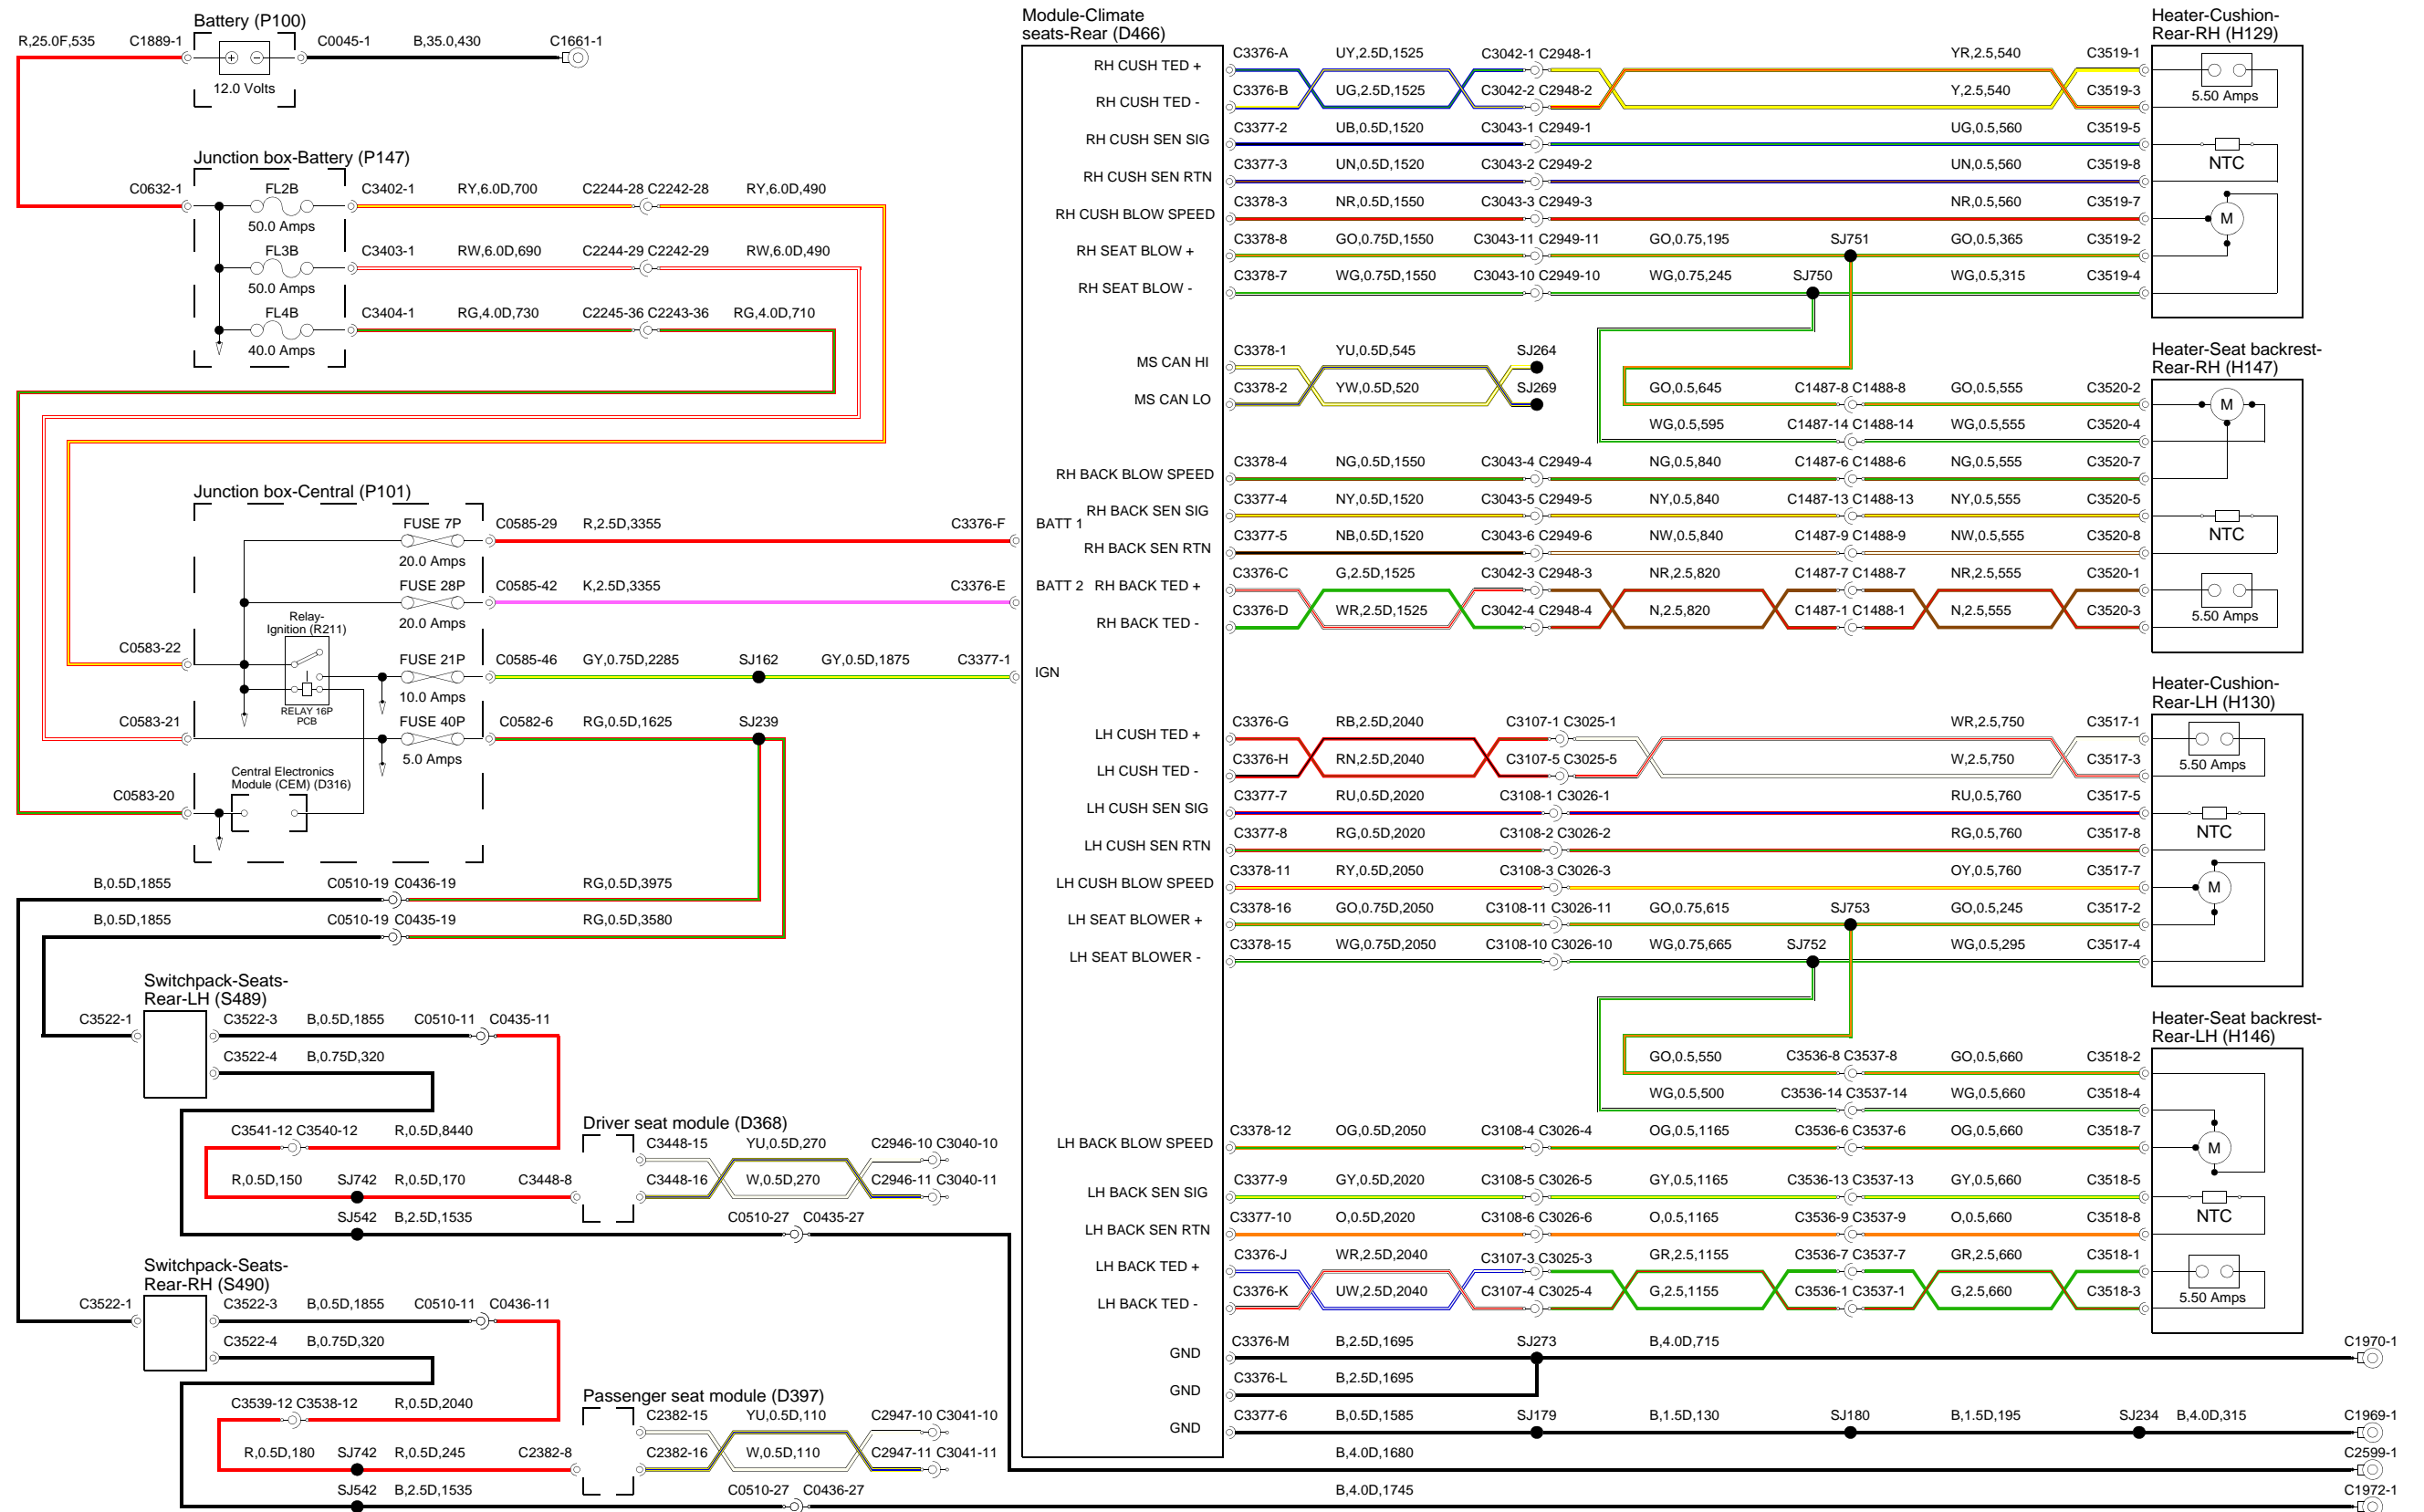 Battery (P100)
R,25.0F,535
C1889-1
C0045-1
B,35.0,430
C1661-1
12.0 Volts
Junction box-Battery (P147)
C0632-1
FL2B
50.0 Amps
C3402-1
RY,6.0D,700
C2244-28 C2242-28
RY,6.0D,490
FL3B
50.0 Amps
C3403-1
RW,6.0D,690
C2244-29 C2242-29
RW,6.0D,490
FL4B
40.0 Amps
C3404-1
RG,4.0D,730
C2245-36 C2243-36
RG,4.0D,710
Junction box-Central (P101)
FUSE 7P
20.0 Amps
C0585-29
R,2.5D,3355
C3376-F
FUSE 28P
20.0 Amps
C0585-42
K,2.5D,3355
C3376-E
Relay-
Ignition (R211)
C0583-22
FUSE 21P
10.0 Amps
C0585-46
GY,0.75D,2285
SJ162
GY,0.5D,1875
C3377-1
RELAY 16P
PCB
C0583-21
FUSE 40P
5.0 Amps
C0582-6
RG,0.5D,1625
SJ239
Central Electronics
Module (CEM) (D316)
C0583-20
B,0.5D,1855
C0510-19 C0436-19
RG,0.5D,3975
B,0.5D,1855
C0510-19 C0435-19
RG,0.5D,3580
Switchpack-Seats-
Rear-LH (S489)
C3522-1
C3522-3
B,0.5D,1855
C0510-11
C0435-11
C3522-4
B,0.75D,320
C3541-12 C3540-12
R,0.5D,8440
R,0.5D,150
SJ742
R,0.5D,170
C3448-8
SJ542
B,2.5D,1535
C0510-27
C0435-27
Driver seat module (D368)
C3448-15
YU,0.5D,270
C2946-10 C3040-10
C3448-16
W,0.5D,270
C2946-11 C3040-11
Switchpack-Seats-
Rear-RH (S490)
C3522-1
C3522-3
B,0.5D,1855
C0510-11
C0436-11
C3522-4
B,0.75D,320
C3539-12 C3538-12
R,0.5D,2040
R,0.5D,180
SJ742
R,0.5D,245
C2382-8
SJ542
B,2.5D,1535
C0510-27
C0436-27
Passenger seat module (D397)
C2382-15
YU,0.5D,110
C2947-10 C3041-10
C2382-16
W,0.5D,110
C2947-11 C3041-11
Module-Climate
seats-Rear (D466)
BATT 1
BATT 2
IGN
RH CUSH TED +
C3376-A
UY,2.5D,1525
C3042-1 C2948-1
YR,2.5,540
C3519-1
RH CUSH TED -
C3376-B
UG,2.5D,1525
C3042-2 C2948-2
Y,2.5,540
C3519-3
RH CUSH SEN SIG
C3377-2
UB,0.5D,1520
C3043-1 C2949-1
UG,0.5,560
C3519-5
RH CUSH SEN RTN
C3377-3
UN,0.5D,1520
C3043-2 C2949-2
UN,0.5,560
C3519-8
RH CUSH BLOW SPEED
C3378-3
NR,0.5D,1550
C3043-3 C2949-3
NR,0.5,560
C3519-7
RH SEAT BLOW +
C3378-8
GO,0.75D,1550
C3043-11 C2949-11
GO,0.75,195
SJ751
GO,0.5,365
C3519-2
RH SEAT BLOW -
C3378-7
WG,0.75D,1550
C3043-10 C2949-10
WG,0.75,245
SJ750
WG,0.5,315
C3519-4
Heater-Cushion-
Rear-RH (H129)
5.50 Amps
NTC
M
MS CAN HI
C3378-1
YU,0.5D,545
SJ264
MS CAN LO
C3378-2
YW,0.5D,520
SJ269
GO,0.5,645
C1487-8 C1488-8
GO,0.5,555
C3520-2
WG,0.5,595
C1487-14 C1488-14
WG,0.5,555
C3520-4
RH BACK BLOW SPEED
C3378-4
NG,0.5D,1550
C3043-4 C2949-4
NG,0.5,840
C1487-6 C1488-6
NG,0.5,555
C3520-7
RH BACK SEN SIG
C3377-4
NY,0.5D,1520
C3043-5 C2949-5
NY,0.5,840
C1487-13 C1488-13
NY,0.5,555
C3520-5
RH BACK SEN RTN
C3377-5
NB,0.5D,1520
C3043-6 C2949-6
NW,0.5,840
C1487-9 C1488-9
NW,0.5,555
C3520-8
RH BACK TED +
C3376-C
G,2.5D,1525
C3042-3 C2948-3
NR,2.5,820
C1487-7 C1488-7
NR,2.5,555
C3520-1
RH BACK TED -
C3376-D
WR,2.5D,1525
C3042-4 C2948-4
N,2.5,820
C1487-1 C1488-1
N,2.5,555
C3520-3
Heater-Seat backrest-
Rear-RH (H147)
M
NTC
5.50 Amps
LH CUSH TED +
C3376-G
RB,2.5D,2040
C3107-1 C3025-1
WR,2.5,750
C3517-1
LH CUSH TED -
C3376-H
RN,2.5D,2040
C3107-5 C3025-5
W,2.5,750
C3517-3
LH CUSH SEN SIG
C3377-7
RU,0.5D,2020
C3108-1 C3026-1
RU,0.5,760
C3517-5
LH CUSH SEN RTN
C3377-8
RG,0.5D,2020
C3108-2 C3026-2
RG,0.5,760
C3517-8
LH CUSH BLOW SPEED
C3378-11
RY,0.5D,2050
C3108-3 C3026-3
OY,0.5,760
C3517-7
LH SEAT BLOWER +
C3378-16
GO,0.75D,2050
C3108-11 C3026-11
GO,0.75,615
SJ753
GO,0.5,245
C3517-2
LH SEAT BLOWER -
C3378-15
WG,0.75D,2050
C3108-10 C3026-10
WG,0.75,665
SJ752
WG,0.5,295
C3517-4
Heater-Cushion-
Rear-LH (H130)
5.50 Amps
NTC
M
GO,0.5,550
C3536-8 C3537-8
GO,0.5,660
C3518-2
WG,0.5,500
C3536-14 C3537-14
WG,0.5,660
C3518-4
LH BACK BLOW SPEED
C3378-12
OG,0.5D,2050
C3108-4 C3026-4
OG,0.5,1165
C3536-6 C3537-6
OG,0.5,660
C3518-7
LH BACK SEN SIG
C3377-9
GY,0.5D,2020
C3108-5 C3026-5
GY,0.5,1165
C3536-13 C3537-13
GY,0.5,660
C3518-5
LH BACK SEN RTN
C3377-10
O,0.5D,2020
C3108-6 C3026-6
O,0.5,1165
C3536-9 C3537-9
O,0.5,660
C3518-8
LH BACK TED +
C3376-J
WR,2.5D,2040
C3107-3 C3025-3
GR,2.5,1155
C3536-7 C3537-7
GR,2.5,660
C3518-1
LH BACK TED -
C3376-K
UW,2.5D,2040
C3107-4 C3025-4
G,2.5,1155
C3536-1 C3537-1
G,2.5,660
C3518-3
Heater-Seat backrest-
Rear-LH (H146)
M
NTC
5.50 Amps
GND
C3376-M
B,2.5D,1695
SJ273
B,4.0D,715
C1970-1
GND
C3376-L
B,2.5D,1695
GND
C3377-6
B,0.5D,1585
SJ179
B,1.5D,130
SJ180
B,1.5D,195
SJ234
B,4.0D,315
C1969-1
B,4.0D,1680
C2599-1
B,4.0D,1745
C1972-1